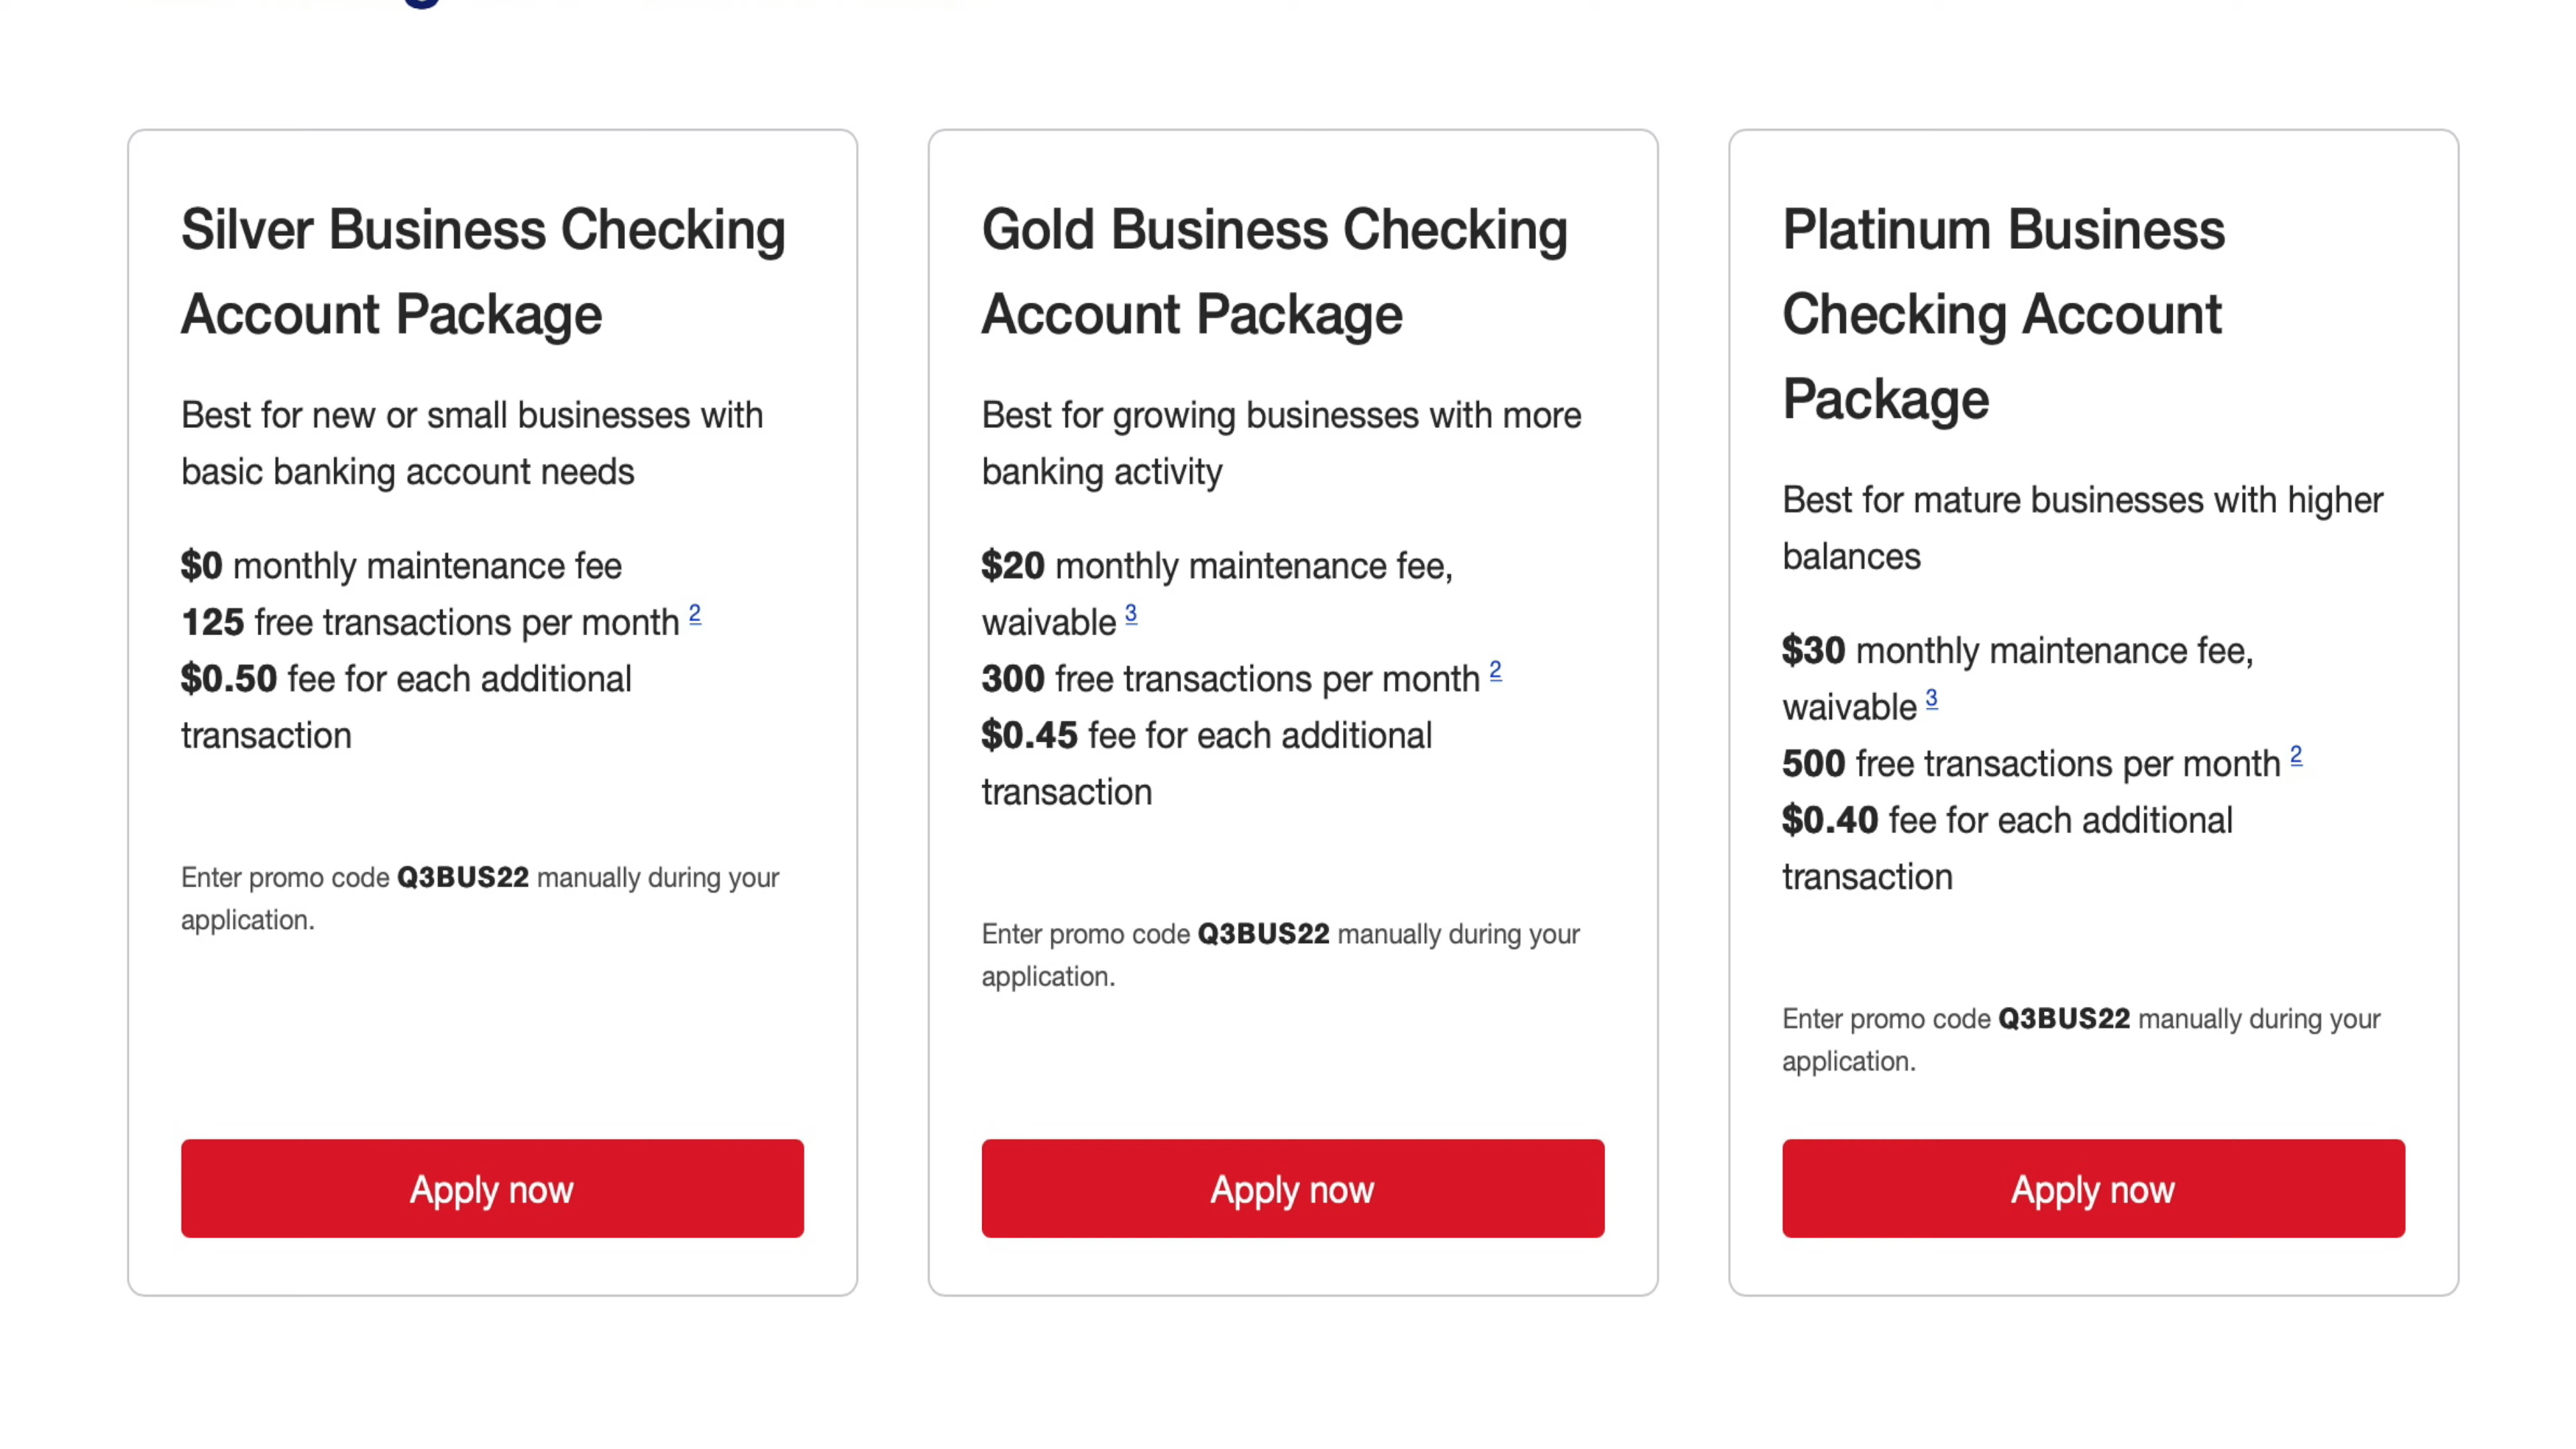 Silver Business Checking
Account Package
Best for new or small businesses with
basic banking account needs
$0 monthly maintenance fee
125 free transactions per month 2
$0.50 fee for each additional
transaction
Enter promo code Q3BUS22 manually during your
application.
Apply now
Gold Business Checking
Account Package
Best for growing businesses with more
banking activity
$20 monthly maintenance fee,
waivable 3
300 free transactions per month 2
$0.45 fee for each additional
transaction
Enter promo code Q3BUS22 manually during your
application.
Apply now
Platinum Business
Checking Account
Package
Best for mature businesses with higher
balances
$30 monthly maintenance fee,
waivable 3
500 free transactions per month 2
$0.40 fee for each additional
transaction
Enter promo code Q3BUS22 manually during your
application.
Apply now